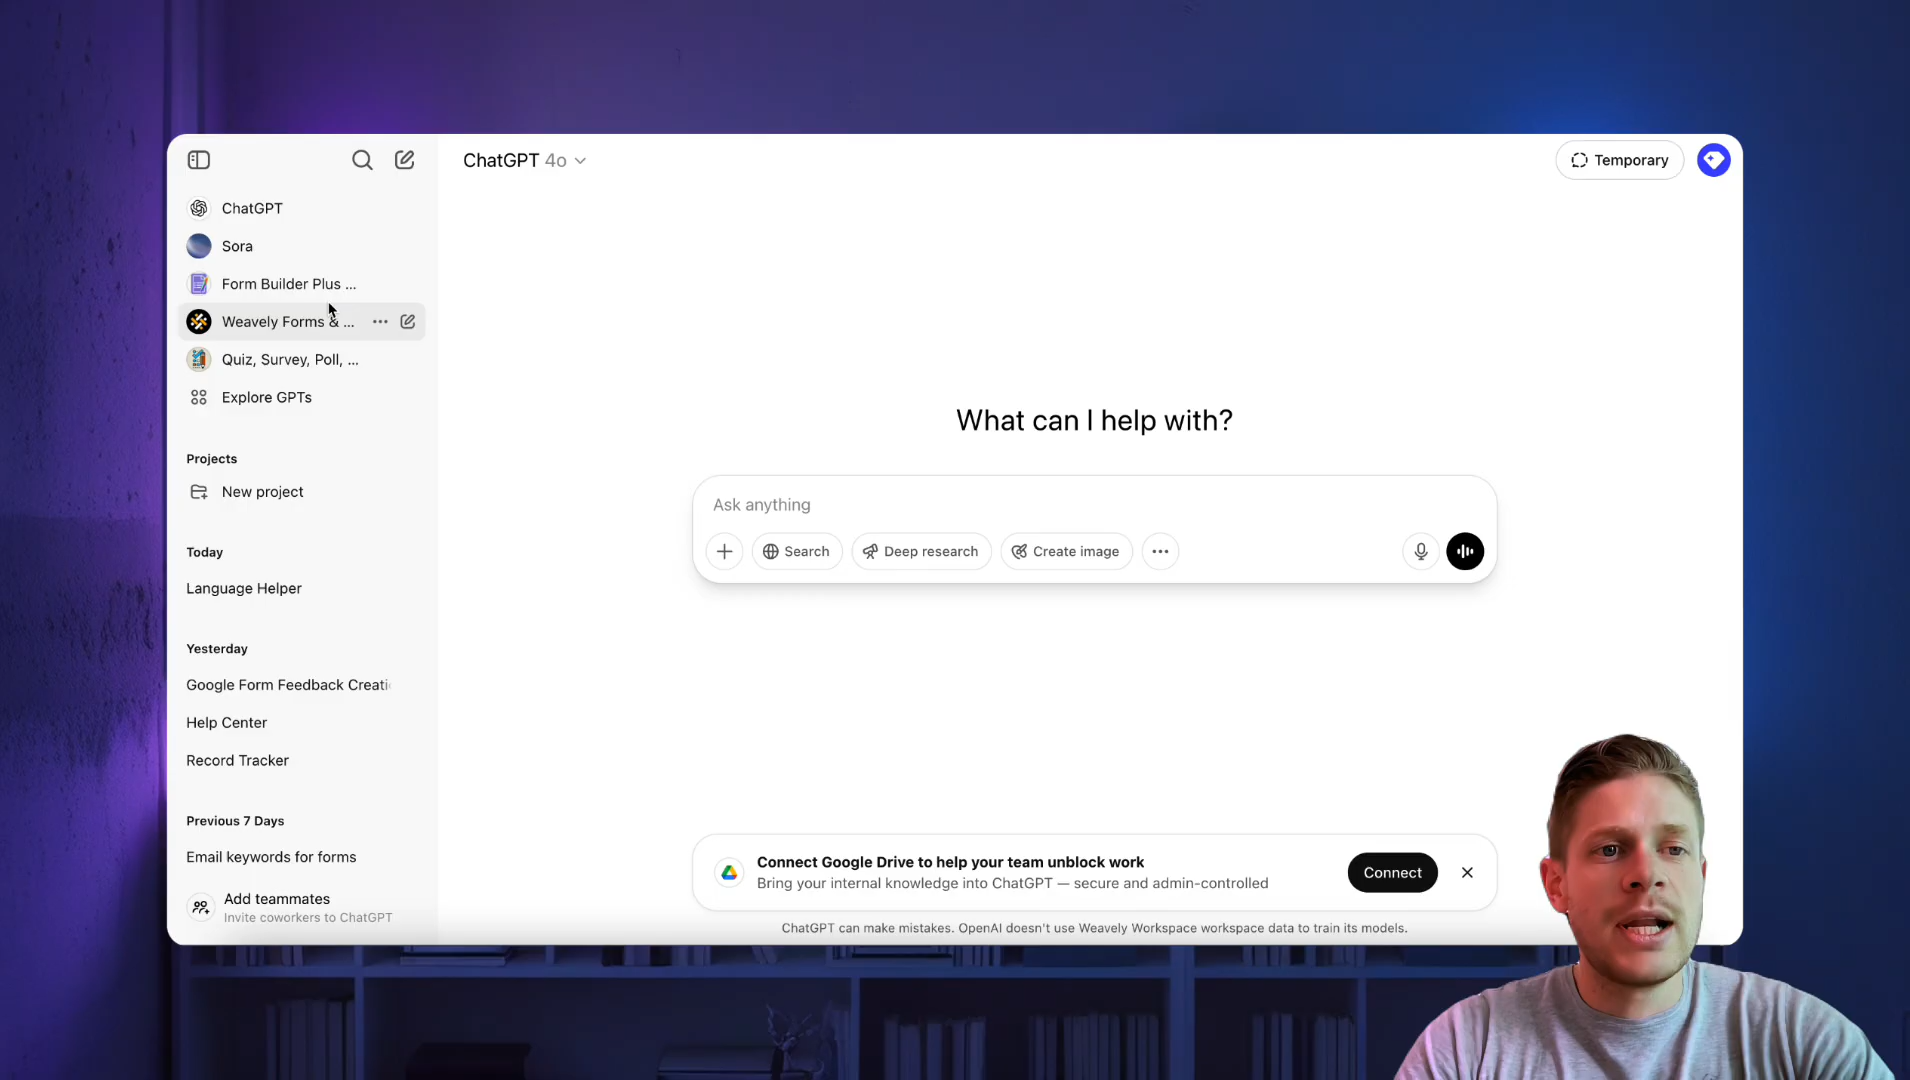 ChatGPT 4o
Temporary
ChatGPT
Sora
Form Builder Plus ...
Weavely Forms & ...
Quiz, Survey, Poll, ...
Explore GPTs
Projects
New project
Today
Language Helper
Yesterday
Google Form Feedback Creati
Help Center
Record Tracker
Previous 7 Days
Email keywords for forms
Add teammates
Invite coworkers to ChatGPT
What can I help with?
Ask anything
Search
Deep research
Create image
Connect Google Drive to help your team unblock work
Bring your internal knowledge into ChatGPT — secure and admin-controlled
Connect
ChatGPT can make mistakes. OpenAI doesn't use Weavely Workspace workspace data to train its models.